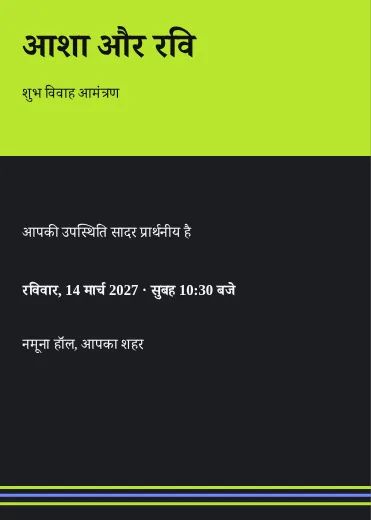 आशा और रवि
शुभ विवाह आमंत्रण
आपकी उपस्थिति सादर प्रार्थनीय है
रविवार, 14 मार्च 2027 · सुबह 10:30 बजे
नमूना हॉल, आपका शहर